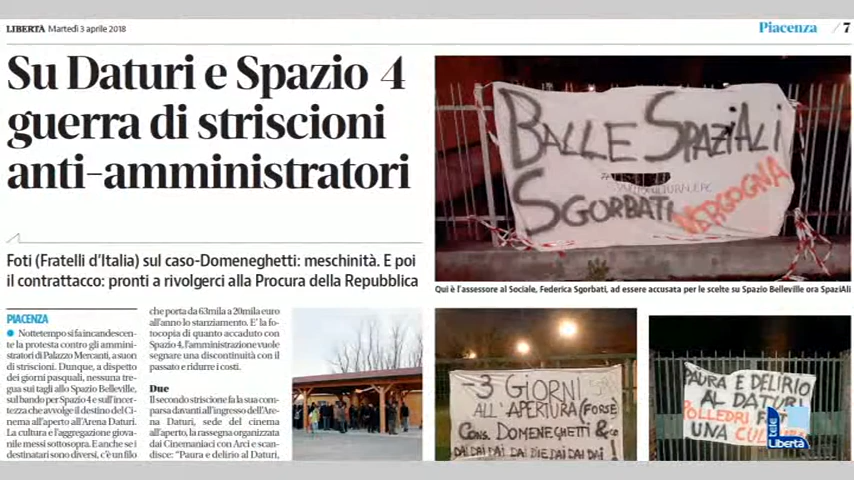 LIBERTÀ Martedì 3 aprile 2018
Piacenza / 7
Su Daturi e Spazio 4
guerra di striscioni
anti-amministratori
Foti (Fratelli d'Italia) sul caso-Domeneghetti: meschinità. E poi
il contrattacco: pronti a rivolgerci alla Procura della Repubblica
PIACENZA
● Nottetempo si fa incandescen-
te la protesta contro gli ammini-
stratori di Palazzo Mercanti, a suon
di striscioni. Dunque, a dispetto
dei giorni pasquali, nessuna tre-
gua sui tagli allo Spazio Belleville,
sul bando per Spazio 4 e sull'incer-
tezza che avvolge il destino del Ci-
nema all'aperto all'Arena Daturi.
La cultura e l'aggregazione giova-
nile messi sottosopra. E anche se i
destinatari sono diversi, c'è un filo
che porta da 63mila a 20mila euro
all'anno lo stanziamento. E' la fo-
tocopia di quanto accaduto con
Spazio 4, l'amministrazione vuole
segnare una discontinuità con il
passato e ridurre i costi.
Due
Il secondo striscione fa la sua com-
parsa davanti all'ingresso dell'Are-
na Daturi, sede del cinema
all'aperto, la rassegna organizzata
dai Cinemaniaci con Arci e scan-
disce: "Paura e delirio al Daturi,
BALLE SPAZIALI
SGORBATI VERGOGNA
Qui è l'assessore al Sociale, Federica Sgorbati, ad essere accusata per le scelte su Spazio Belleville ora SpaziAli
-3 GIORNI
ALL'APERTURA (FORSE
CONS. DOMENEGHETTI &
DAI DAI DAI DIE DAI DAI DAI
PAURA E DELIRIO
AL DATURI
POLLEDRI
UNA
tele
Libertà